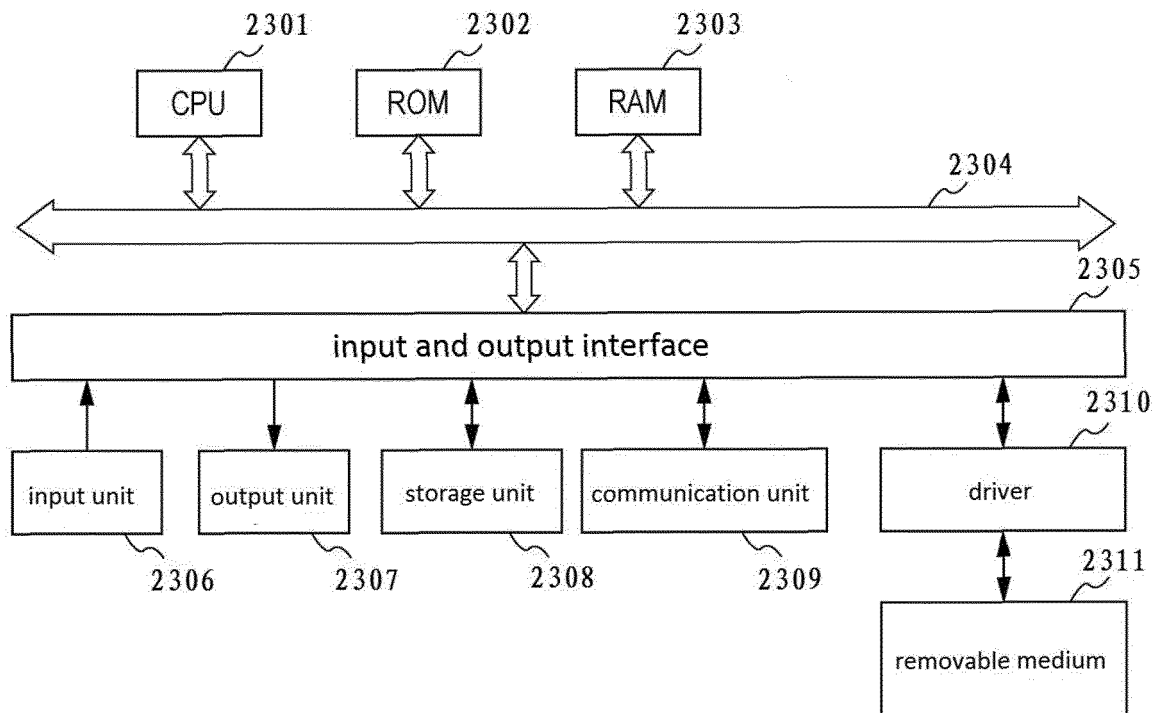 2301
2302
2303
CPU
ROM
RAM
2304
2305
input and output interface
2310
input unit
output unit
storage unit
communication unit
driver
2306
2307
2308
2309
2311
removable medium